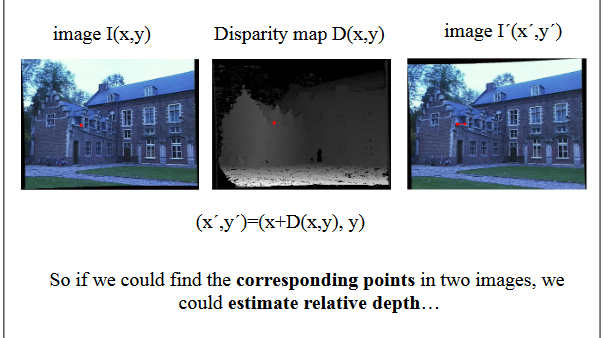 image I(x,y)
Disparity map D(x,y)
image I´(x´,y´)
(x´,y´)=(x+D(x,y), y)
So if we could find the corresponding points in two images, we
could estimate relative depth…